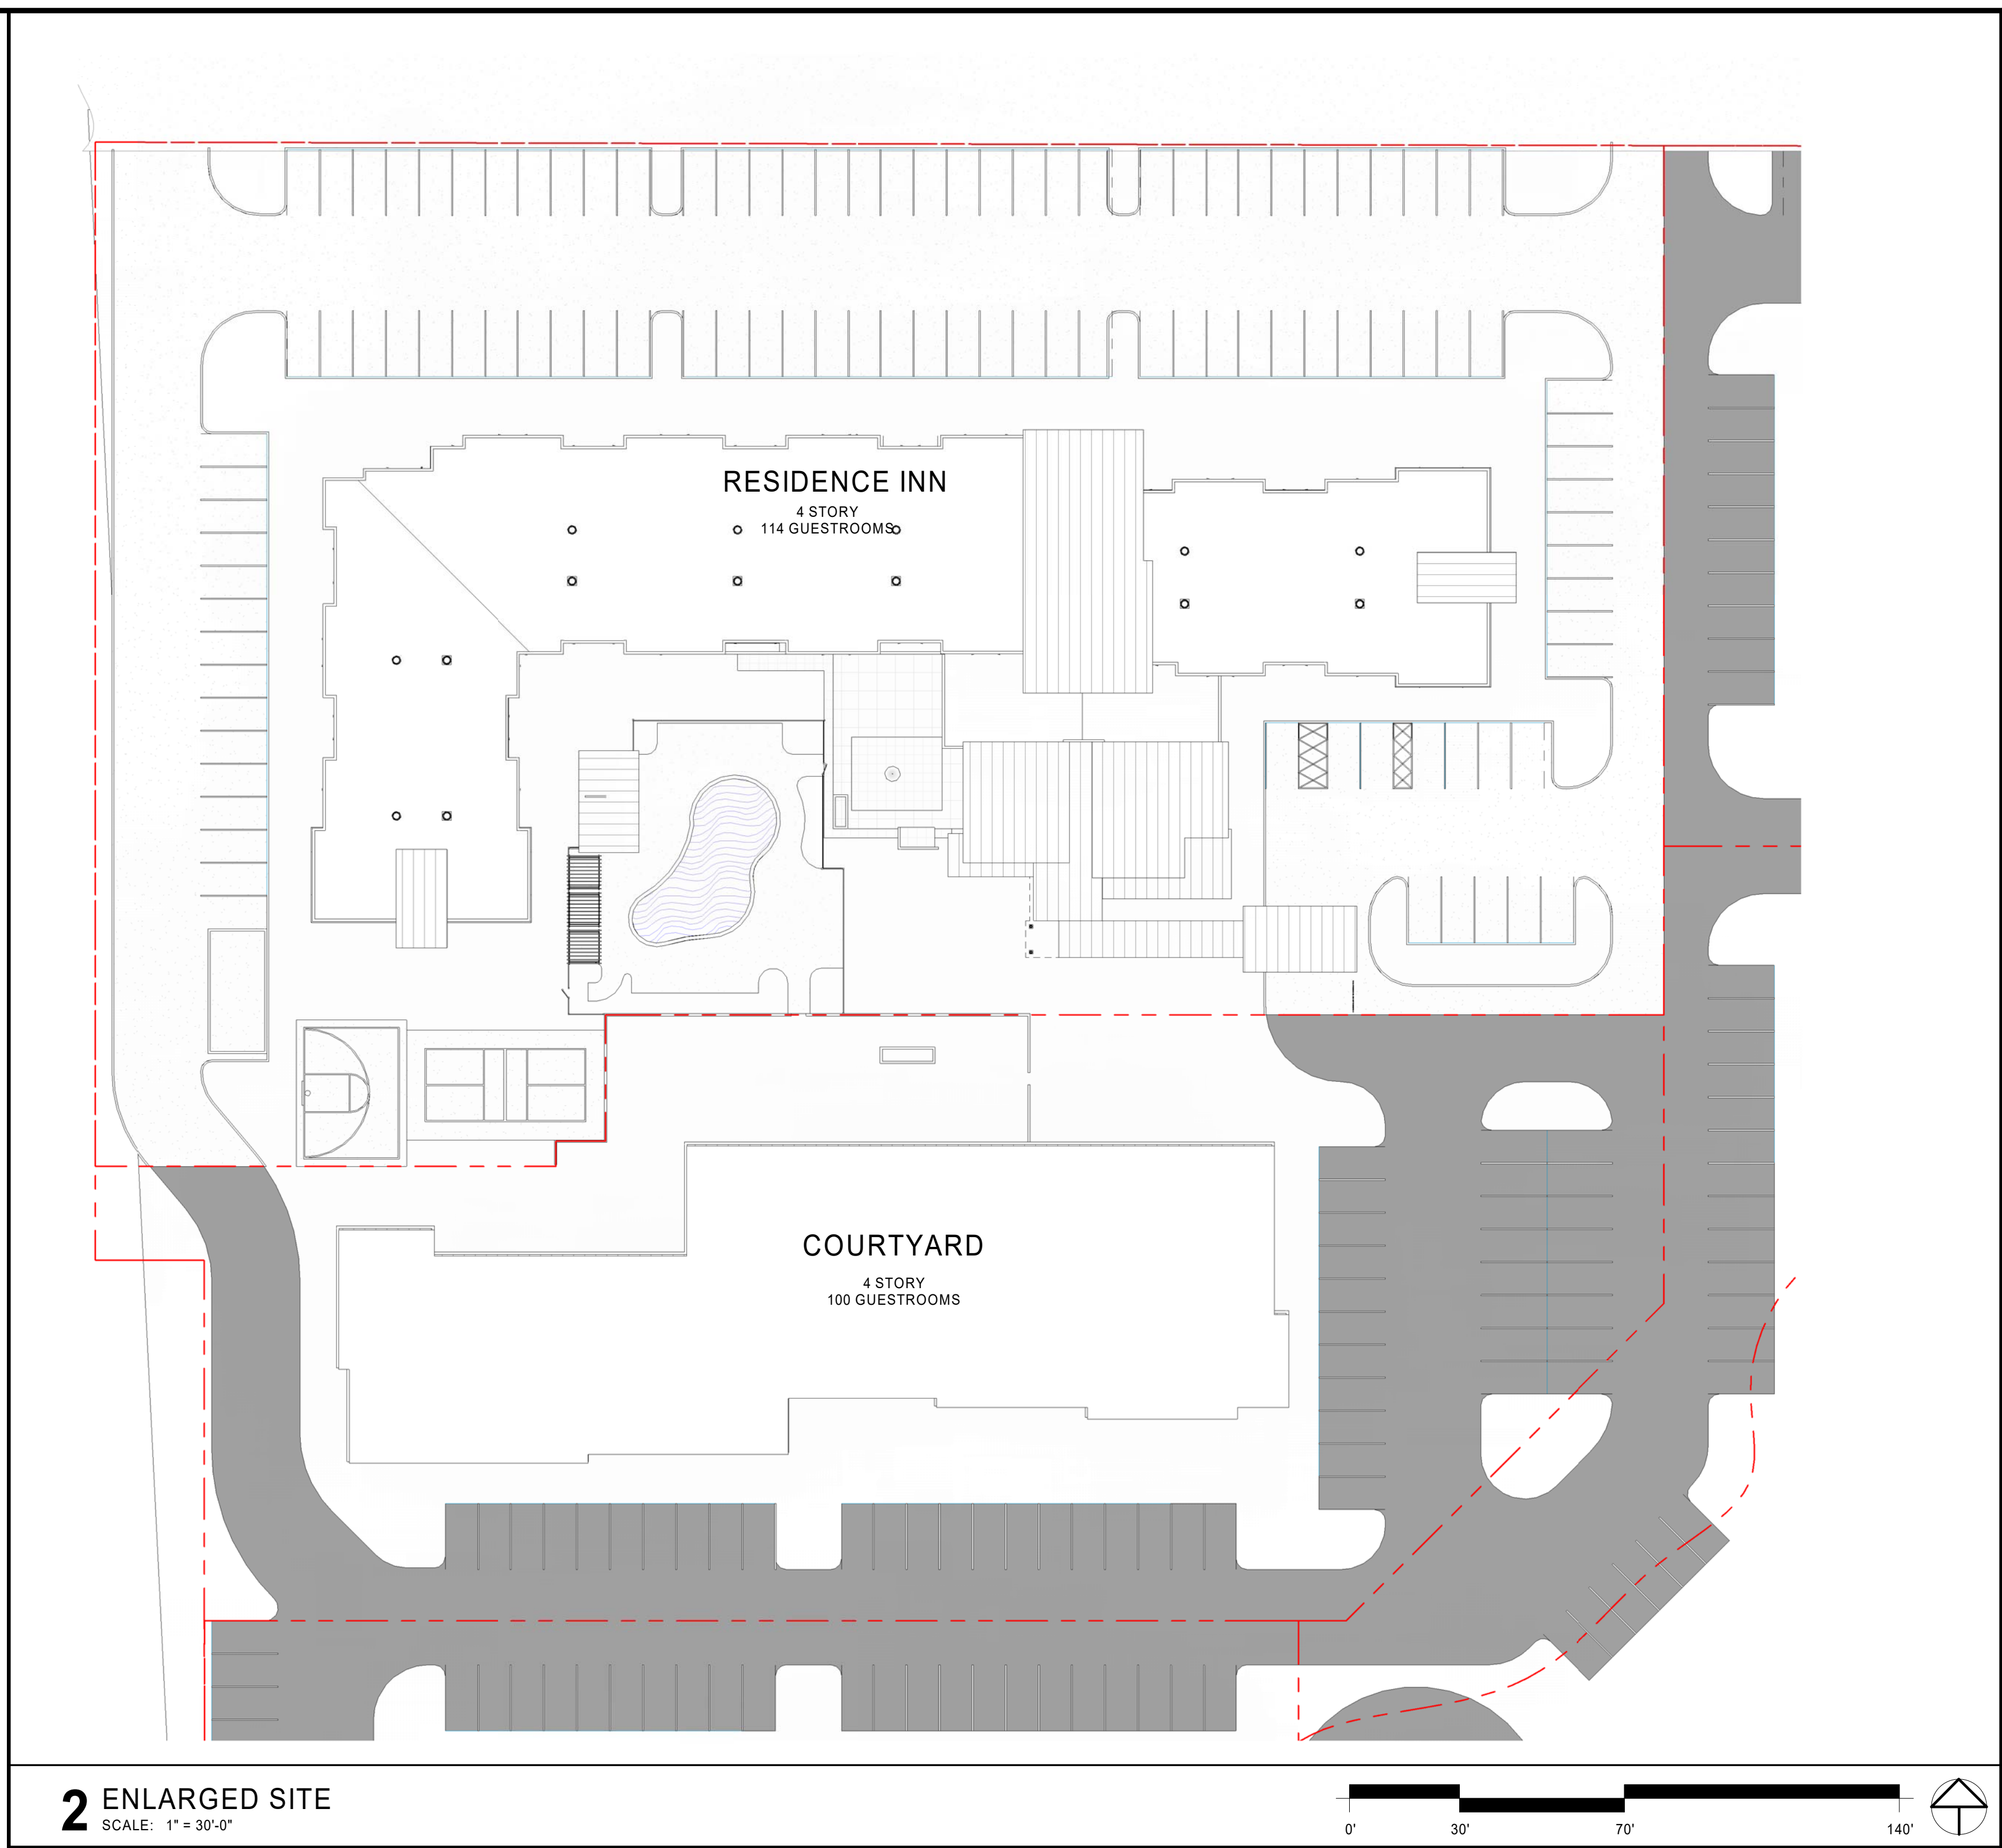 RESIDENCE INN
4 STORY
114 GUESTROOMS
COURTYARD
4 STORY
100 GUESTROOMS
2 ENLARGED SITE
SCALE: 1" = 30'-0"
0' 30' 70' 140'